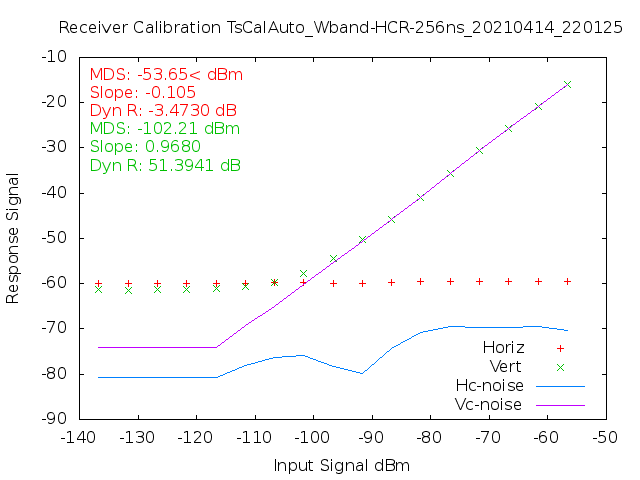 Receiver Calibration TsCalAuto_Wband-HCR-256ns_20210414_220125
-10
-20
-30
-40
-50
-60
-70
-80
-90
Response Signal
MDS: -53.65< dBm
Slope: -0.105
Dyn R: -3.4730 dB
MDS: -102.21 dBm
Slope: 0.9680
Dyn R: 51.3941 dB
Horiz
Vert
Hc-noise
Vc-noise
-140 -130 -120 -110 -100 -90 -80 -70 -60 -50
Input Signal dBm